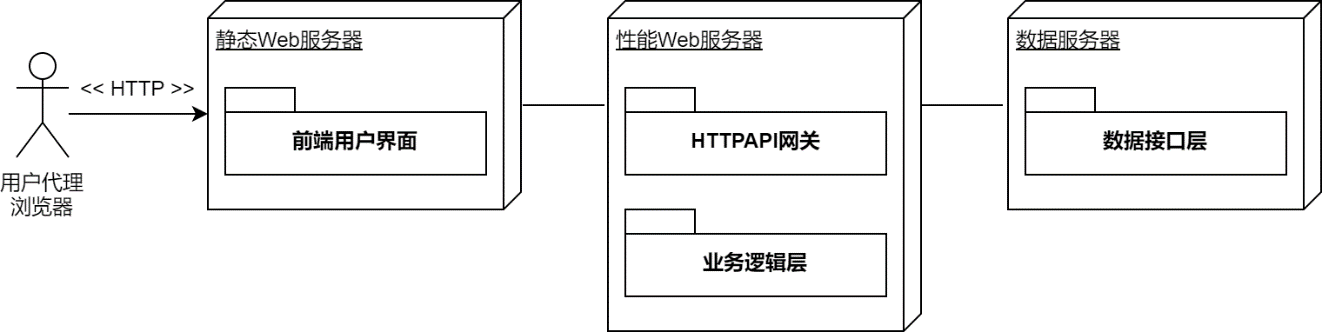 静态Web服务器
性能Web服务器
数据服务器
<< HTTP >>
前端用户界面
HTTPAPI网关
数据接口层
用户代理
浏览器
业务逻辑层